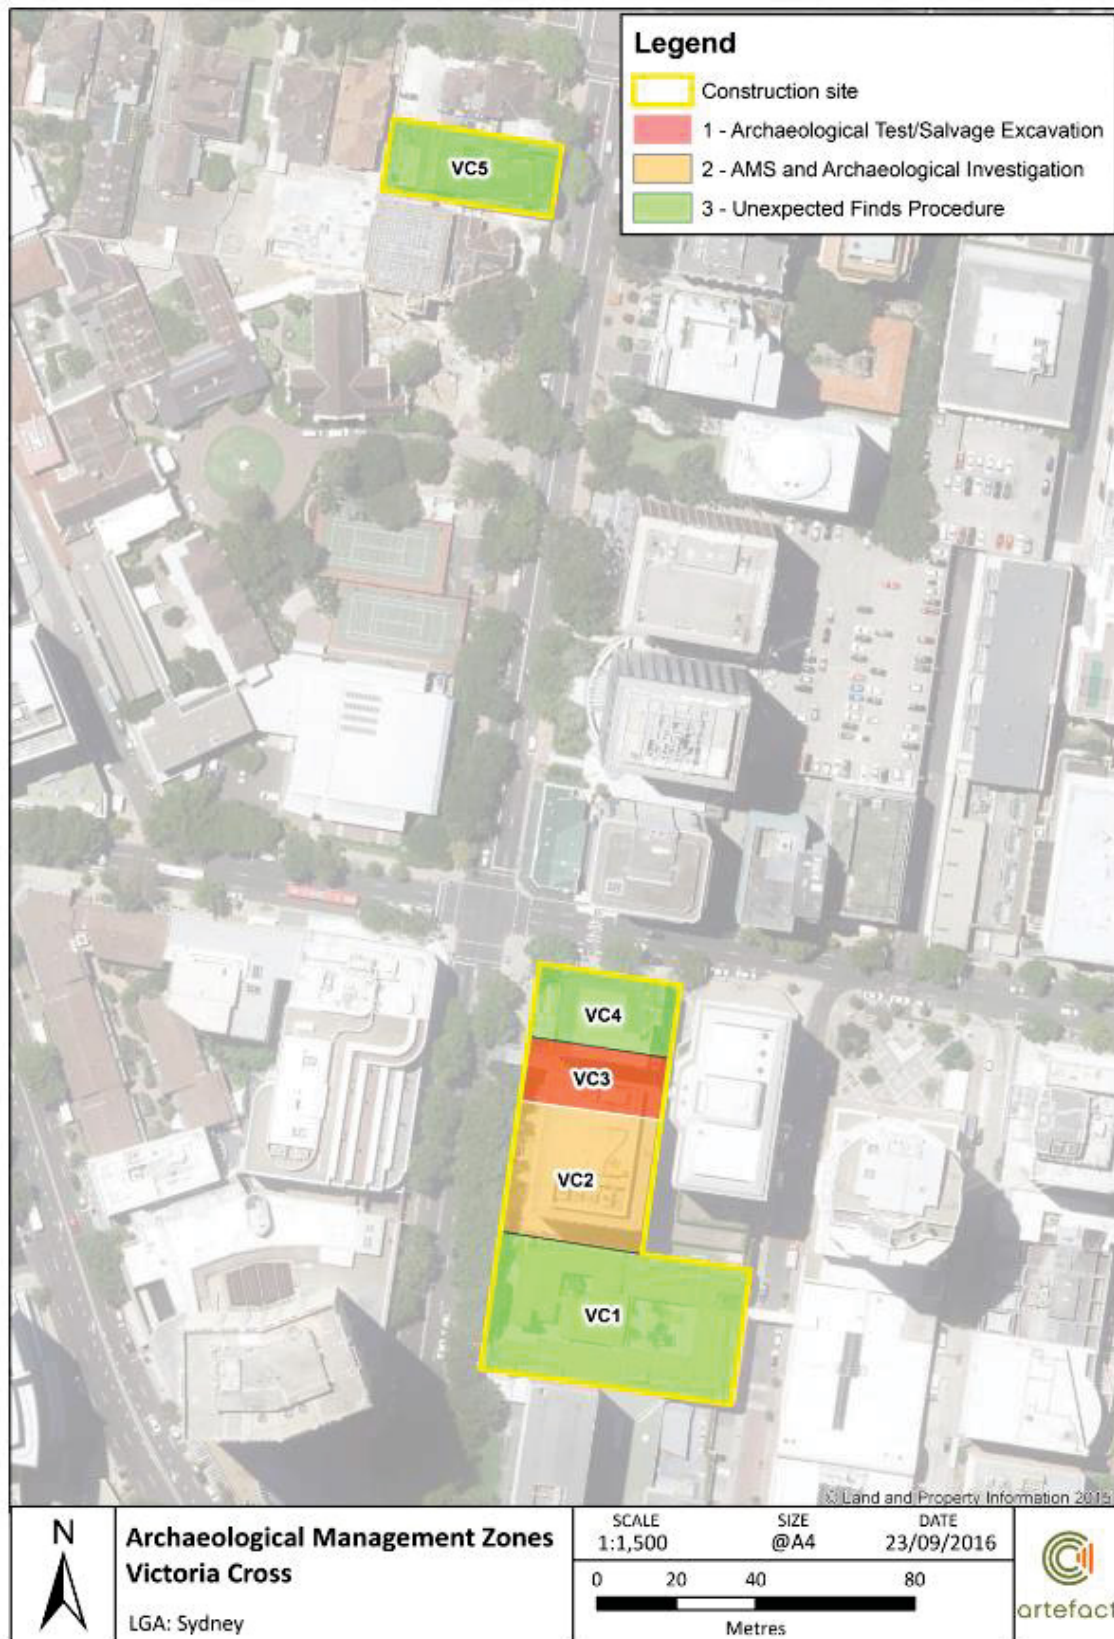 Legend
Construction site
1 - Archaeological Test/Salvage Excavation
2 - AMS and Archaeological Investigation
3 - Unexpected Finds Procedure
VC5
VC4
VC3
VC2
VC1
© Land and Property Information 2015
N
Archaeological Management Zones
Victoria Cross
LGA: Sydney
SCALE
1:1,500
SIZE
@A4
DATE
23/09/2016
0 20 40 80
Metres
artefact